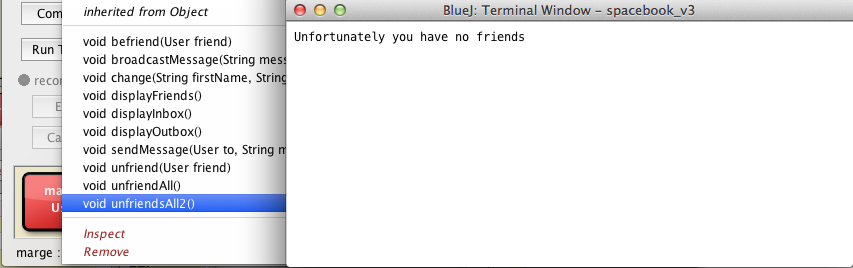 BlueJ: Terminal Window – spacebook_v3
Unfortunately you have no friends
Com
Run T
recor
E
Ca
ma
Us
marge :
inherited from Object
void befriend(User friend)
void broadcastMessage(String mess
void change(String firstName, String
void displayFriends()
void displayInbox()
void displayOutbox()
void sendMessage(User to, String m
void unfriend(User friend)
void unfriendAll()
void unfriendsAll2()
Inspect
Remove